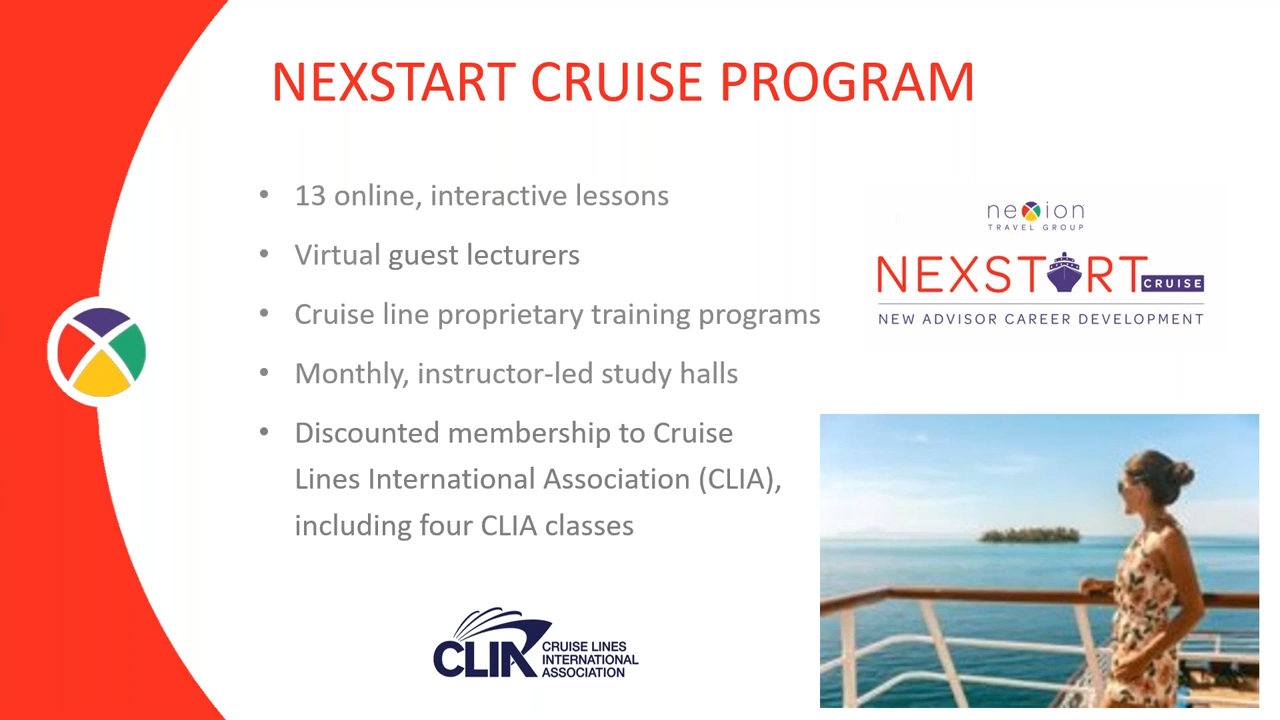 NEXSTART CRUISE PROGRAM
• 13 online, interactive lessons
• Virtual guest lecturers
• Cruise line proprietary training programs
• Monthly, instructor-led study halls
• Discounted membership to Cruise
Lines International Association (CLIA),
including four CLIA classes
nexion
TRAVEL GROUP
NEXSTART CRUISE
NEW ADVISOR CAREER DEVELOPMENT
CLIA CRUISE LINES
INTERNATIONAL
ASSOCIATION